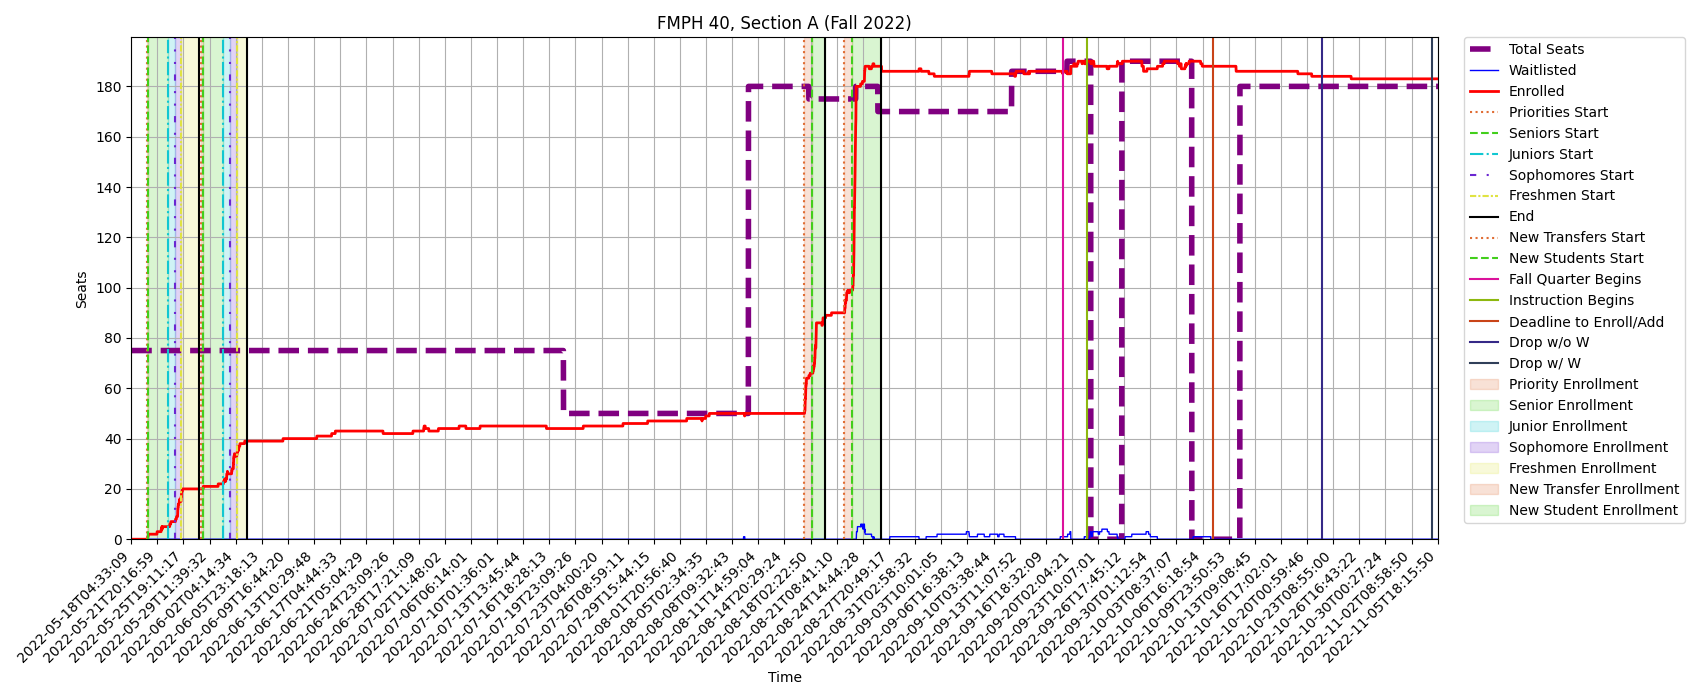 FMPH 40, Section A (Fall 2022)
Seats
180
160
140
120
100
80
60
40
20
0
2022-05-18T04:33:09
2022-05-21T20:16:59
2022-05-25T19:11:17
2022-05-29T11:39:32
2022-06-02T04:14:34
2022-06-05T23:18:13
2022-06-09T16:44:20
2022-06-13T10:29:48
2022-06-17T04:44:33
2022-06-21T05:04:29
2022-06-24T23:09:26
2022-06-28T17:21:09
2022-07-02T11:48:02
2022-07-06T06:14:01
2022-07-10T01:36:01
2022-07-13T13:45:44
2022-07-16T18:28:13
2022-07-19T23:09:26
2022-07-23T04:00:20
2022-07-26T08:59:11
2022-07-29T15:44:15
2022-08-01T20:56:40
2022-08-05T02:34:35
2022-08-08T09:32:43
2022-08-11T14:59:04
2022-08-14T20:29:24
2022-08-18T02:22:50
2022-08-21T08:41:10
2022-08-24T14:44:28
2022-08-27T20:49:17
2022-08-31T02:58:32
2022-09-03T10:01:05
2022-09-06T16:38:13
2022-09-10T03:38:44
2022-09-13T11:07:52
2022-09-16T18:32:09
2022-09-20T02:04:21
2022-09-23T10:07:01
2022-09-26T17:45:12
2022-09-30T01:12:54
2022-10-03T08:37:07
2022-10-06T16:18:54
2022-10-09T23:50:53
2022-10-13T09:08:45
2022-10-16T17:02:01
2022-10-20T00:59:46
2022-10-23T08:55:00
2022-10-26T16:43:22
2022-10-30T00:27:24
2022-11-02T08:58:50
2022-11-05T18:15:50
Time
Total Seats
Waitlisted
Enrolled
Priorities Start
Seniors Start
Juniors Start
Sophomores Start
Freshmen Start
End
New Transfers Start
New Students Start
Fall Quarter Begins
Instruction Begins
Deadline to Enroll/Add
Drop w/o W
Drop w/ W
Priority Enrollment
Senior Enrollment
Junior Enrollment
Sophomore Enrollment
Freshmen Enrollment
New Transfer Enrollment
New Student Enrollment